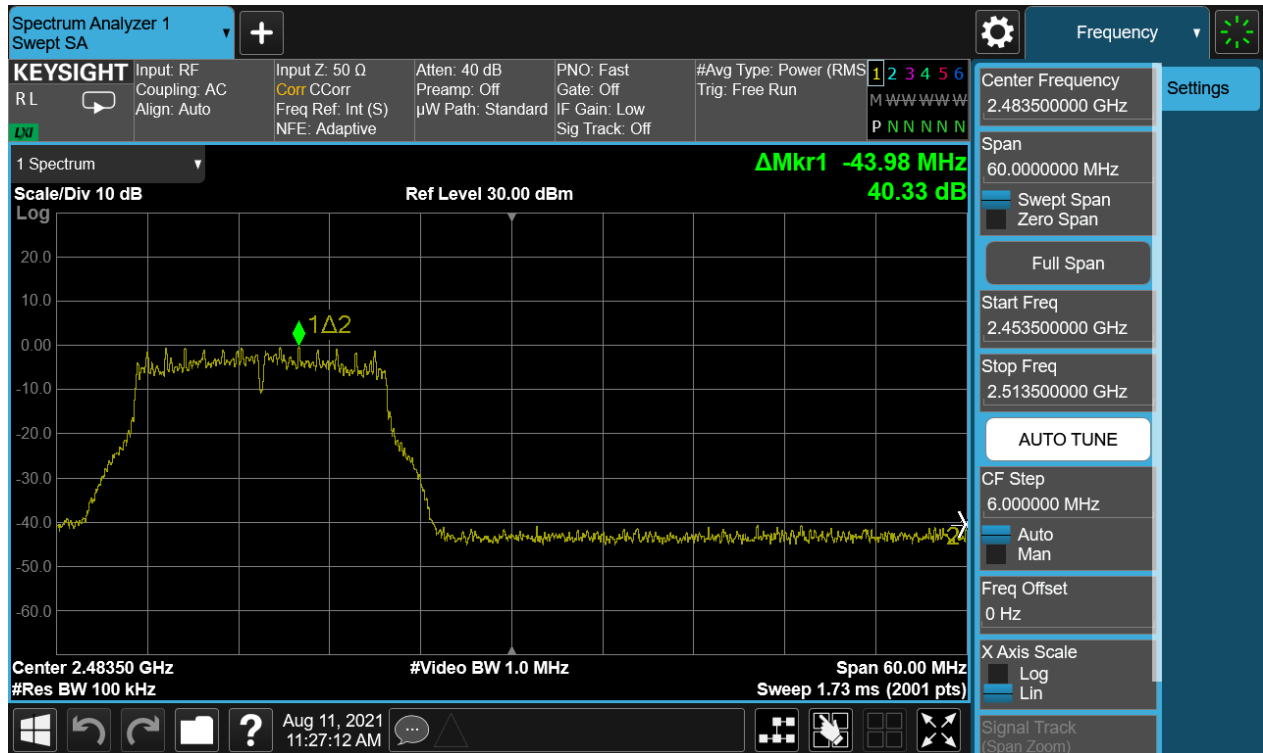 Spectrum Analyzer 1
Swept SA
Frequency
KEYSIGHT
R L
LXI
Input: RF
Coupling: AC
Align: Auto
Input Z: 50 Ω
Corr CCorr
Freq Ref: Int (S)
NFE: Adaptive
Atten: 40 dB
Preamp: Off
µW Path: Standard
PNO: Fast
Gate: Off
IF Gain: Low
Sig Track: Off
#Avg Type: Power (RMS
Trig: Free Run
1 2 3 4 5 6
M W W W W W
P N N N N N
1 Spectrum
Scale/Div 10 dB
Log
Ref Level 30.00 dBm
ΔMkr1 -43.98 MHz
40.33 dB
20.0
10.0
0.00
-10.0
-20.0
-30.0
-40.0
-50.0
-60.0
1Δ2
2
Center 2.48350 GHz
#Res BW 100 kHz
#Video BW 1.0 MHz
Span 60.00 MHz
Sweep 1.73 ms (2001 pts)
Center Frequency
2.483500000 GHz
Span
60.0000000 MHz
Swept Span
Zero Span
Full Span
Start Freq
2.453500000 GHz
Stop Freq
2.513500000 GHz
AUTO TUNE
CF Step
6.000000 MHz
Auto
Man
Freq Offset
0 Hz
X Axis Scale
Log
Lin
Signal Track
(Span Zoom)
Settings
?
Aug 11, 2021
11:27:12 AM